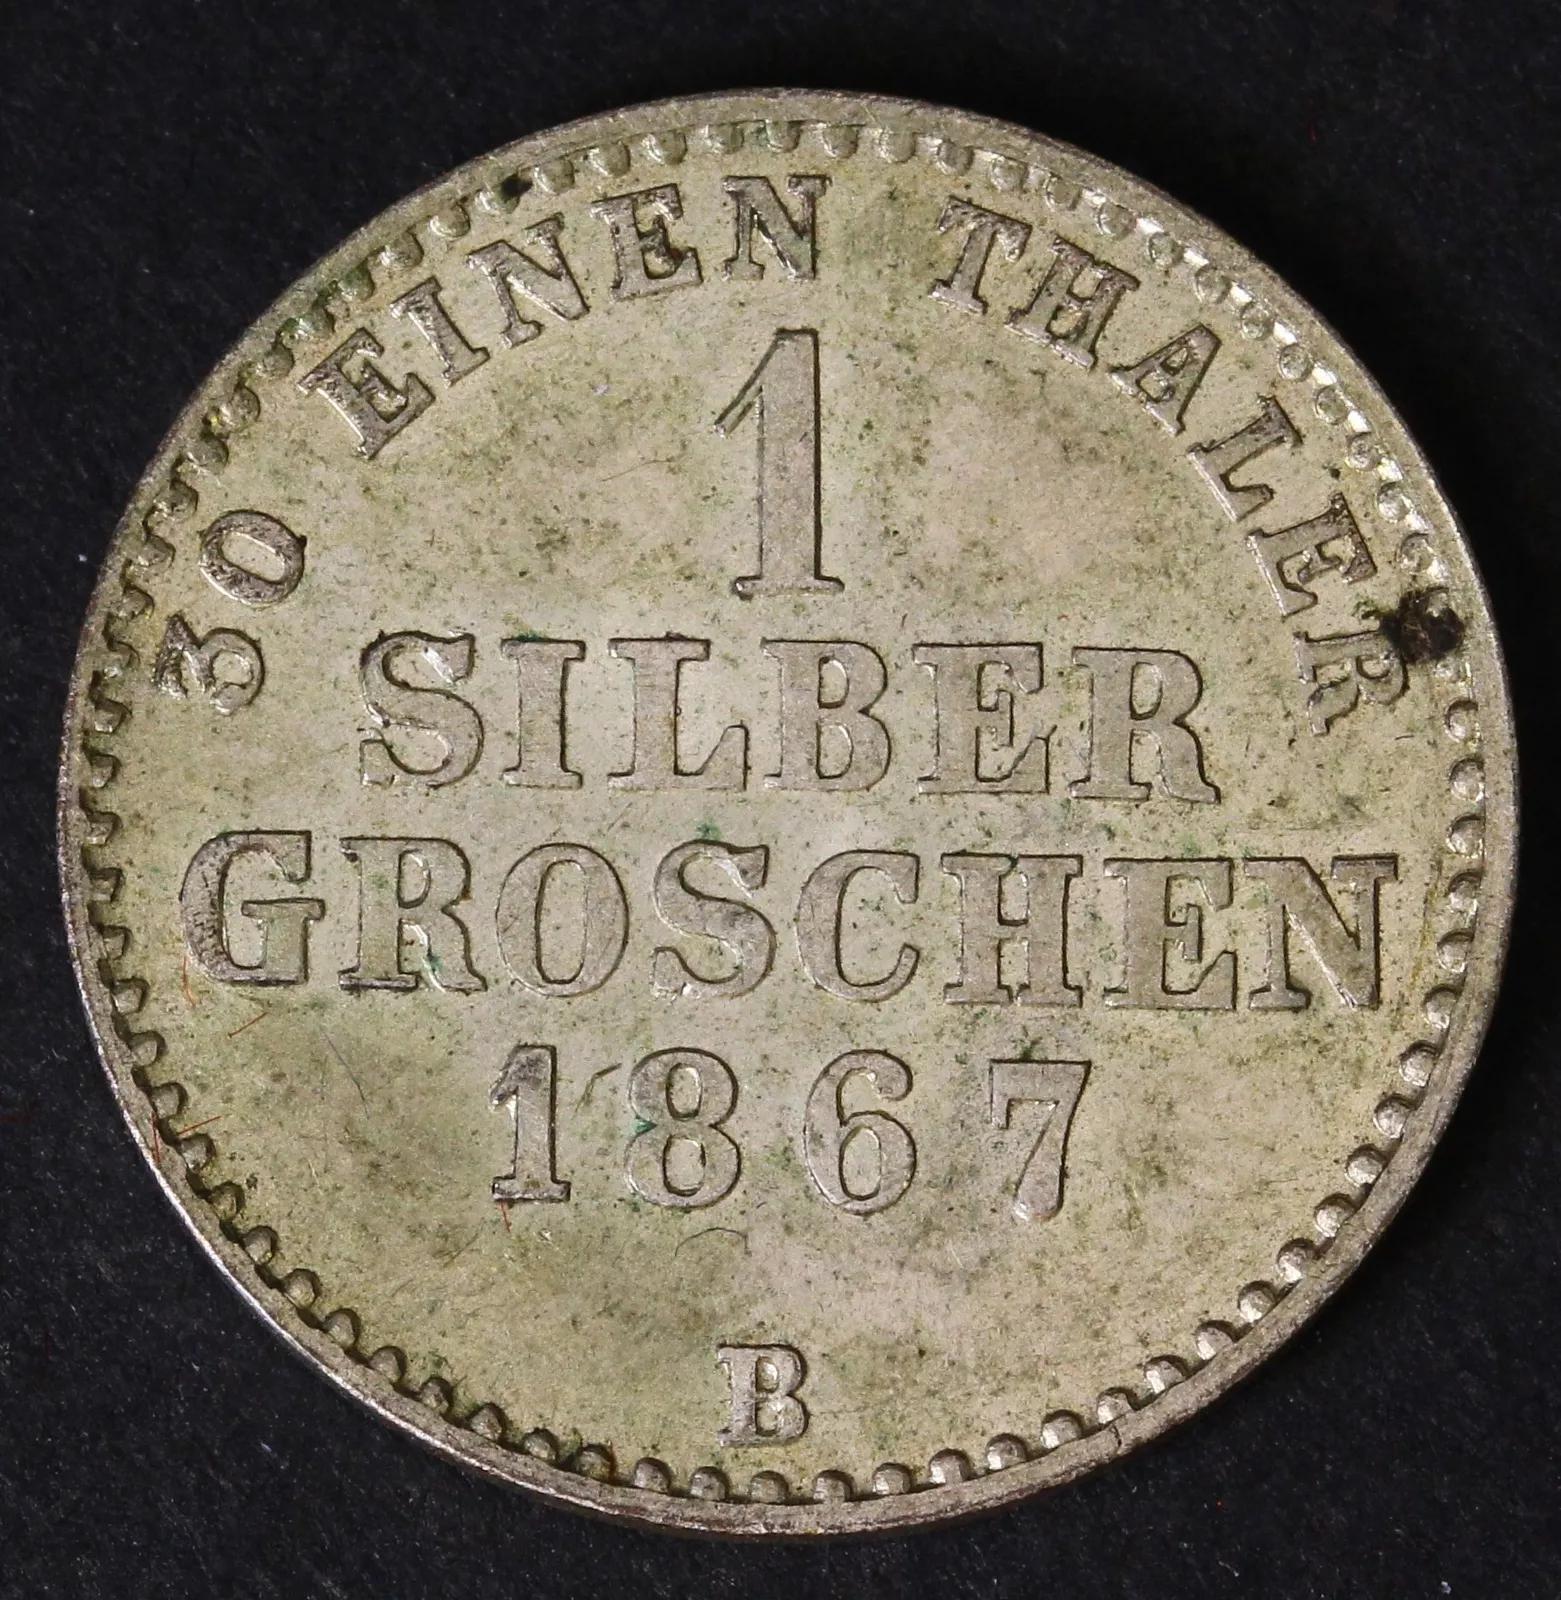 30 EINEN THALER
1
SILBER
GROSCHEN
1867
B